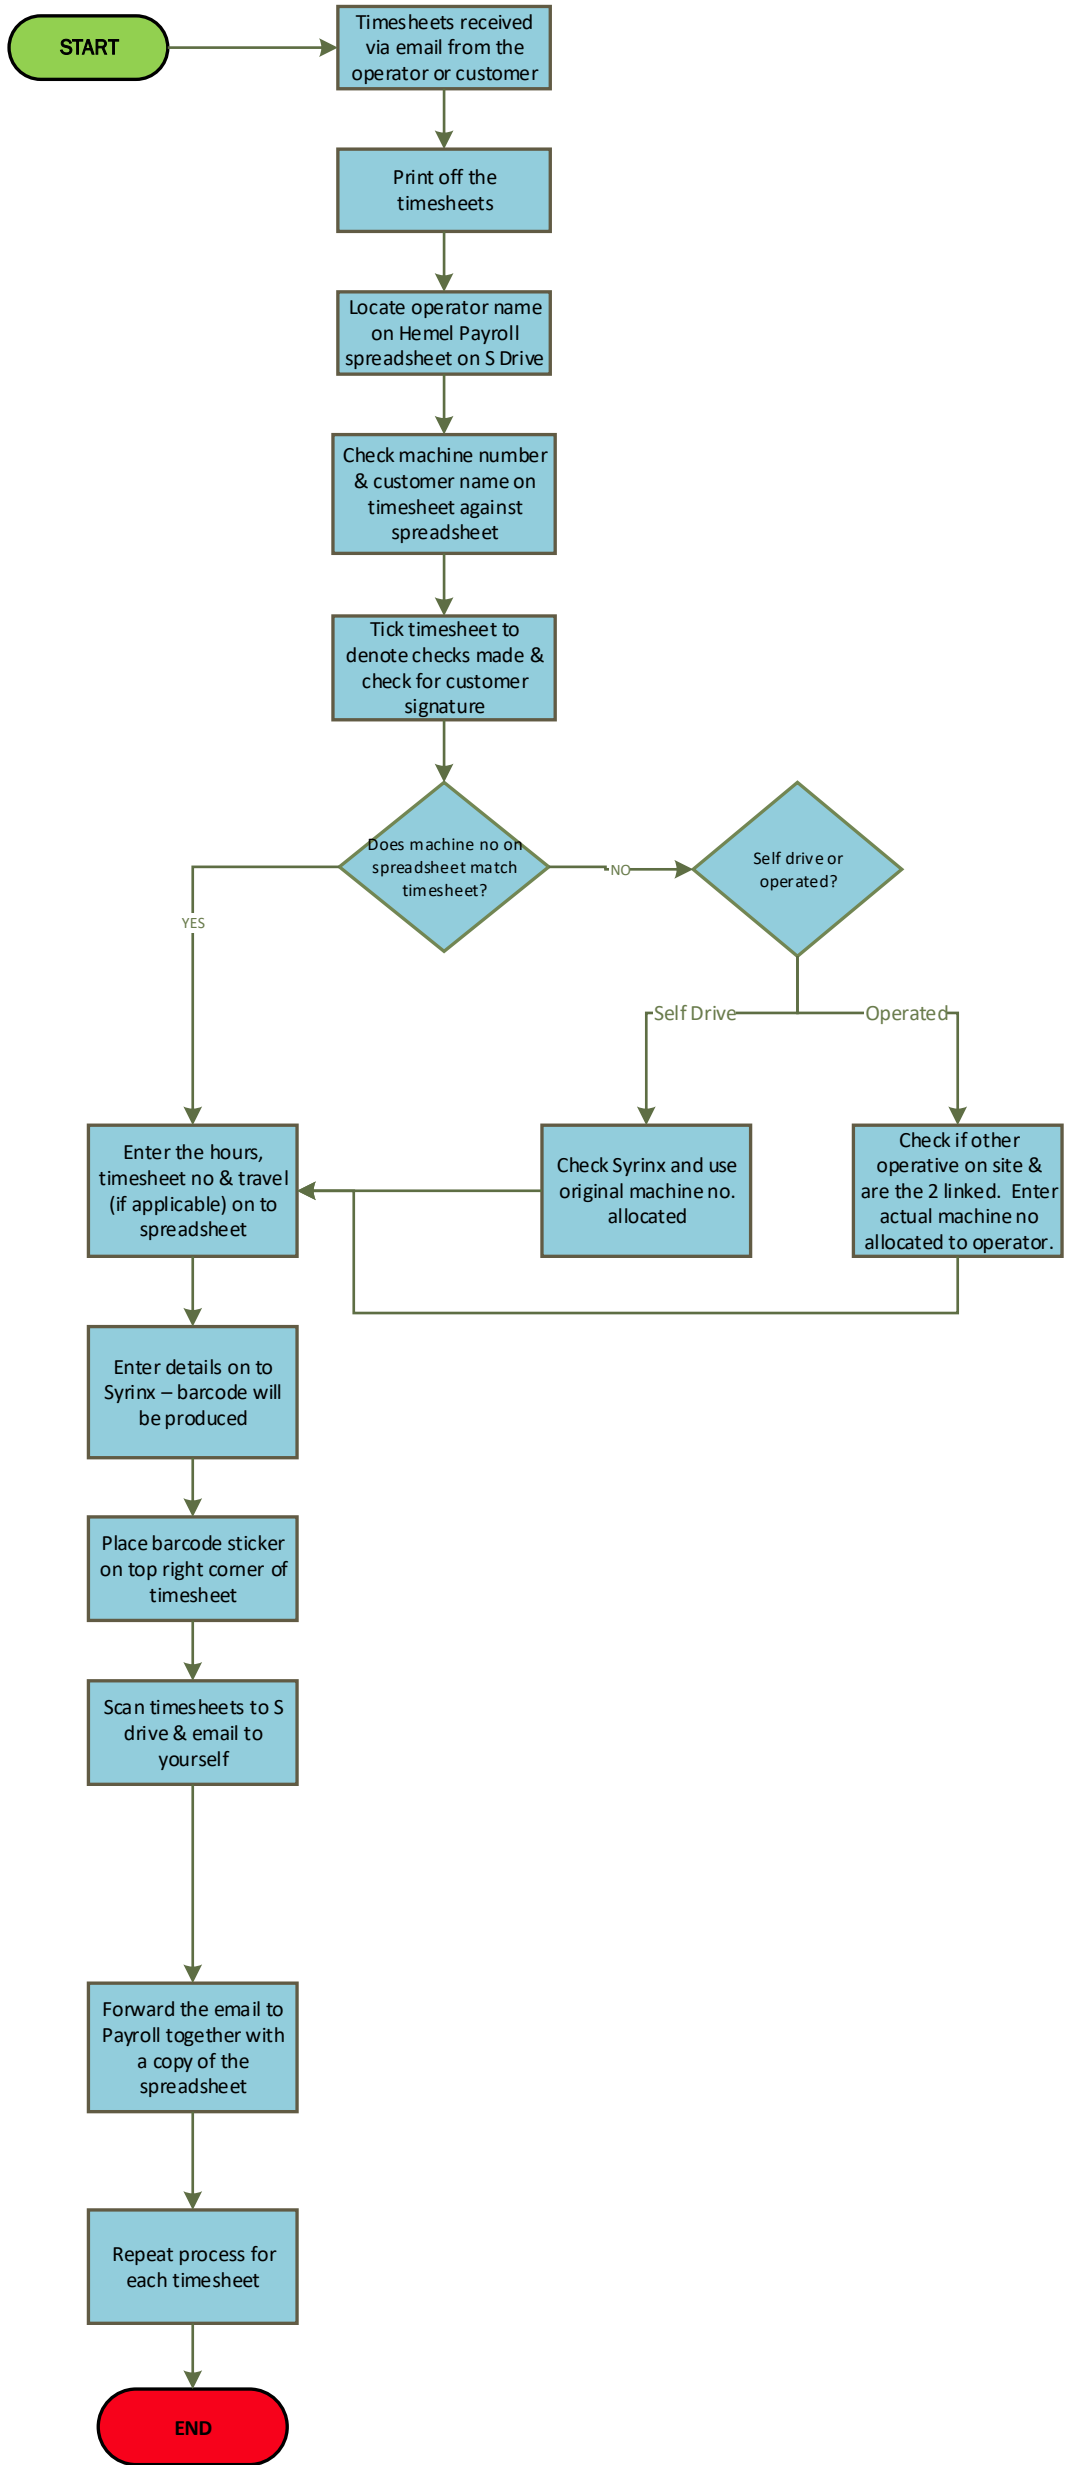 START
Timesheets received
via email from the
operator or customer
Print off the
timesheets
Locate operator name
on Hemel Payroll
spreadsheet on S Drive
Check machine number
& customer name on
timesheet against
spreadsheet
Tick timesheet to
denote checks made &
check for customer
signature
Does machine no on
spreadsheet match
timesheet?
NO
Self drive or
operated?
YES
Self Drive
Operated
Enter the hours,
timesheet no & travel
(if applicable) on to
spreadsheet
Check Syrinx and use
original machine no.
allocated
Check if other
operative on site &
are the 2 linked. Enter
actual machine no
allocated to operator.
Enter details on to
Syrinx – barcode will
be produced
Place barcode sticker
on top right corner of
timesheet
Scan timesheets to S
drive & email to
yourself
Forward the email to
Payroll together with
a copy of the
spreadsheet
Repeat process for
each timesheet
END